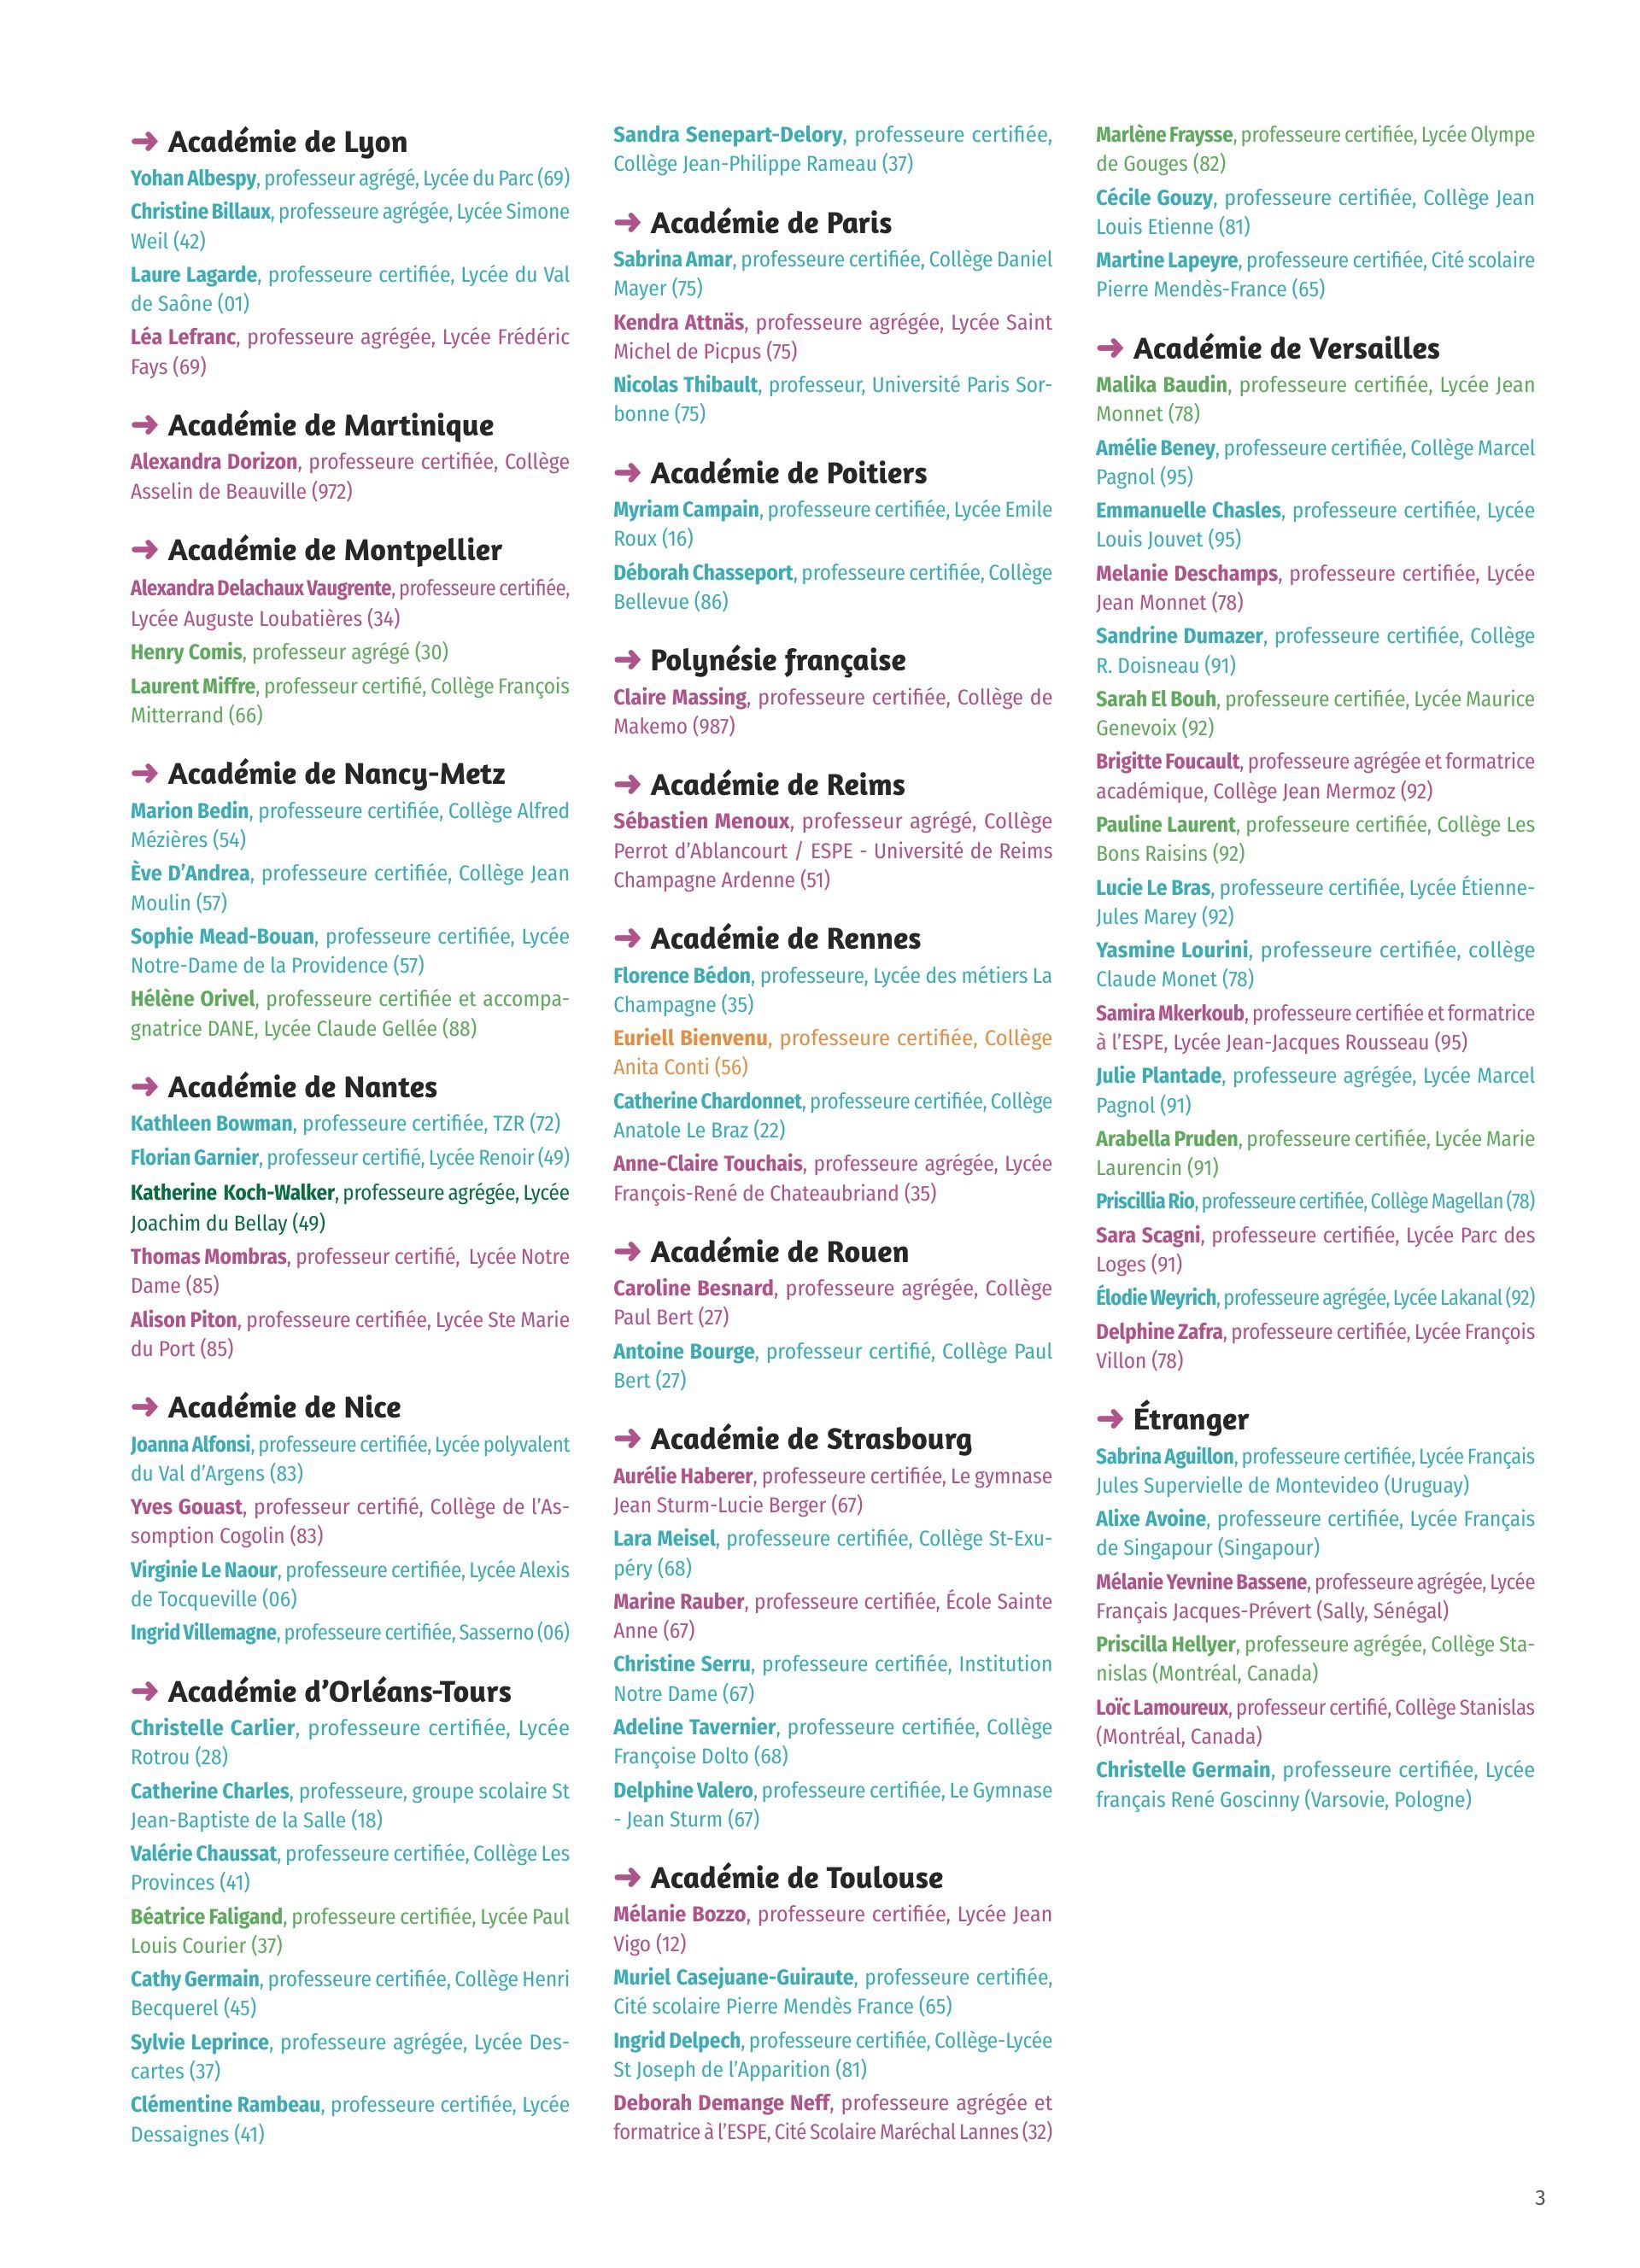 ➜ Académie de Lyon
Yohan Albespy, professeur agrégé, Lycée du Parc (69)
Christine Billaux, professeure agrégée, Lycée Simone
Weil (42)
Laure Lagarde, professeure certifiée, Lycée du Val
de Saône (01)
Léa Lefranc, professeure agrégée, Lycée Frédéric
Fays (69)
➜ Académie de Martinique
Alexandra Dorizon, professeure certifiée, Collège
Asselin de Beauville (972)
➜ Académie de Montpellier
Alexandra Delachaux Vaugrente, professeure certifiée,
Lycée Auguste Loubatières (34)
Henry Comis, professeur agrégé (30)
Laurent Miffre, professeur certifié, Collège François
Mitterrand (66)
➜ Académie de Nancy-Metz
Marion Bedin, professeure certifiée, Collège Alfred
Mézières (54)
Ève D’Andrea, professeure certifiée, Collège Jean
Moulin (57)
Sophie Mead-Bouan, professeure certifiée, Lycée
Notre-Dame de la Providence (57)
Hélène Orivel, professeure certifiée et accompa-
gnatrice DANE, Lycée Claude Gellée (88)
➜ Académie de Nantes
Kathleen Bowman, professeure certifiée, TZR (72)
Florian Garnier, professeur certifié, Lycée Renoir (49)
Katherine Koch-Walker, professeure agrégée, Lycée
Joachim du Bellay (49)
Thomas Mombras, professeur certifié, Lycée Notre
Dame (85)
Alison Piton, professeure certifiée, Lycée Ste Marie
du Port (85)
➜ Académie de Nice
Joanna Alfonsi, professeure certifiée, Lycée polyvalent
du Val d’Argens (83)
Yves Gouast, professeur certifié, Collège de l’As-
somption Cogolin (83)
Virginie Le Naour, professeure certifiée, Lycée Alexis
de Tocqueville (06)
Ingrid Villemagne, professeure certifiée, Sasserno (06)
➜ Académie d’Orléans-Tours
Christelle Carlier, professeure certifiée, Lycée
Rotrou (28)
Catherine Charles, professeure, groupe scolaire St
Jean-Baptiste de la Salle (18)
Valérie Chaussat, professeure certifiée, Collège Les
Provinces (41)
Béatrice Faligand, professeure certifiée, Lycée Paul
Louis Courier (37)
Cathy Germain, professeure certifiée, Collège Henri
Becquerel (45)
Sylvie Leprince, professeure agrégée, Lycée Des-
cartes (37)
Clémentine Rambeau, professeure certifiée, Lycée
Dessaignes (41)
Sandra Senepart-Delory, professeure certifiée,
Collège Jean-Philippe Rameau (37)
➜ Académie de Paris
Sabrina Amar, professeure certifiée, Collège Daniel
Mayer (75)
Kendra Attnäs, professeure agrégée, Lycée Saint
Michel de Picpus (75)
Nicolas Thibault, professeur, Université Paris Sor-
bonne (75)
➜ Académie de Poitiers
Myriam Campain, professeure certifiée, Lycée Emile
Roux (16)
Déborah Chasseport, professeure certifiée, Collège
Bellevue (86)
➜ Polynésie française
Claire Massing, professeure certifiée, Collège de
Makemo (987)
➜ Académie de Reims
Sébastien Menoux, professeur agrégé, Collège
Perrot d’Ablancourt / ESPE - Université de Reims
Champagne Ardenne (51)
➜ Académie de Rennes
Florence Bédon, professeure, Lycée des métiers La
Champagne (35)
Euriell Bienvenu, professeure certifiée, Collège
Anita Conti (56)
Catherine Chardonnet, professeure certifiée, Collège
Anatole Le Braz (22)
Anne-Claire Touchais, professeure agrégée, Lycée
François-René de Chateaubriand (35)
➜ Académie de Rouen
Caroline Besnard, professeure agrégée, Collège
Paul Bert (27)
Antoine Bourge, professeur certifié, Collège Paul
Bert (27)
➜ Académie de Strasbourg
Aurélie Haberer, professeure certifiée, Le gymnase
Jean Sturm-Lucie Berger (67)
Lara Meisel, professeure certifiée, Collège St-Exu-
péry (68)
Marine Rauber, professeure certifiée, École Sainte
Anne (67)
Christine Serru, professeure certifiée, Institution
Notre Dame (67)
Adeline Tavernier, professeure certifiée, Collège
Françoise Dolto (68)
Delphine Valero, professeure certifiée, Le Gymnase
- Jean Sturm (67)
➜ Académie de Toulouse
Mélanie Bozzo, professeure certifiée, Lycée Jean
Vigo (12)
Muriel Casejuane-Guiraute, professeure certifiée,
Cité scolaire Pierre Mendès France (65)
Ingrid Delpech, professeure certifiée, Collège-Lycée
St Joseph de l’Apparition (81)
Deborah Demange Neff, professeure agrégée et
formatrice à l’ESPE, Cité Scolaire Maréchal Lannes (32)
Marlène Fraysse, professeure certifiée, Lycée Olympe
de Gouges (82)
Cécile Gouzy, professeure certifiée, Collège Jean
Louis Etienne (81)
Martine Lapeyre, professeure certifiée, Cité scolaire
Pierre Mendès-France (65)
➜ Académie de Versailles
Malika Baudin, professeure certifiée, Lycée Jean
Monnet (78)
Amélie Beney, professeure certifiée, Collège Marcel
Pagnol (95)
Emmanuelle Chasles, professeure certifiée, Lycée
Louis Jouvet (95)
Melanie Deschamps, professeure certifiée, Lycée
Jean Monnet (78)
Sandrine Dumazer, professeure certifiée, Collège
R. Doisneau (91)
Sarah El Bouh, professeure certifiée, Lycée Maurice
Genevoix (92)
Brigitte Foucault, professeure agrégée et formatrice
académique, Collège Jean Mermoz (92)
Pauline Laurent, professeure certifiée, Collège Les
Bons Raisins (92)
Lucie Le Bras, professeure certifiée, Lycée Étienne-
Jules Marey (92)
Yasmine Lourini, professeure certifiée, collège
Claude Monet (78)
Samira Mkerkoub, professeure certifiée et formatrice
à l’ESPE, Lycée Jean-Jacques Rousseau (95)
Julie Plantade, professeure agrégée, Lycée Marcel
Pagnol (91)
Arabella Pruden, professeure certifiée, Lycée Marie
Laurencin (91)
Priscillia Rio, professeure certifiée, Collège Magellan (78)
Sara Scagni, professeure certifiée, Lycée Parc des
Loges (91)
Élodie Weyrich, professeure agrégée, Lycée Lakanal (92)
Delphine Zafra, professeure certifiée, Lycée François
Villon (78)
➜ Étranger
Sabrina Aguillon, professeure certifiée, Lycée Français
Jules Supervielle de Montevideo (Uruguay)
Alixe Avoine, professeure certifiée, Lycée Français
de Singapour (Singapour)
Mélanie Yevnine Bassene, professeure agrégée, Lycée
Français Jacques-Prévert (Sally, Sénégal)
Priscilla Hellyer, professeure agrégée, Collège Sta-
nislas (Montréal, Canada)
Loïc Lamoureux, professeur certifié, Collège Stanislas
(Montréal, Canada)
Christelle Germain, professeure certifiée, Lycée
français René Goscinny (Varsovie, Pologne)
3